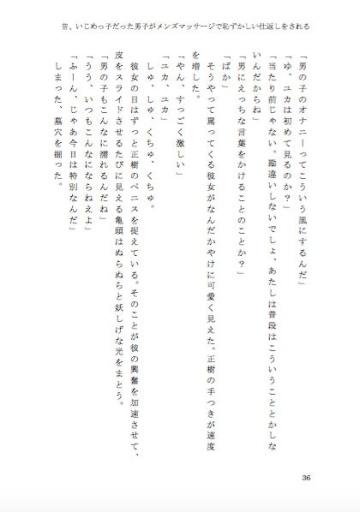 昔、いじめっ子だった男子がメンズマッサージで恥ずかしい仕返しをされる
「男の子のオナニーってこういう風にするんだ」
「ゆ、ユカは初めて見るのか？」
「当たり前じゃない。勘違いしないでしょ、あたしは普段はこういうこととかしな
いんだからね」
「男にえっちな言葉をかけることのことか？」
「ばか」
そうやって罵ってくる彼女がなんだかやけに可愛く見えた。正樹の手つきが速度
を増した。
「やん、すっごく激しい」
「ユカ、ユカ」
しゅ、しゅ、くちゅ、くちゅ。
彼女の目はずっと正樹のペニスを捉えている。そのことが彼の興奮を加速させて、
皮をスライドさせるたびに見える亀頭はぬらぬらと妖しげな光をまとう。
「男の子もこんなに濡れるんだね」
「うう、いつもこんなにならねえよ」
「ふーん、じゃあ今日は特別なんだ」
しまった、墓穴を掘った。
36